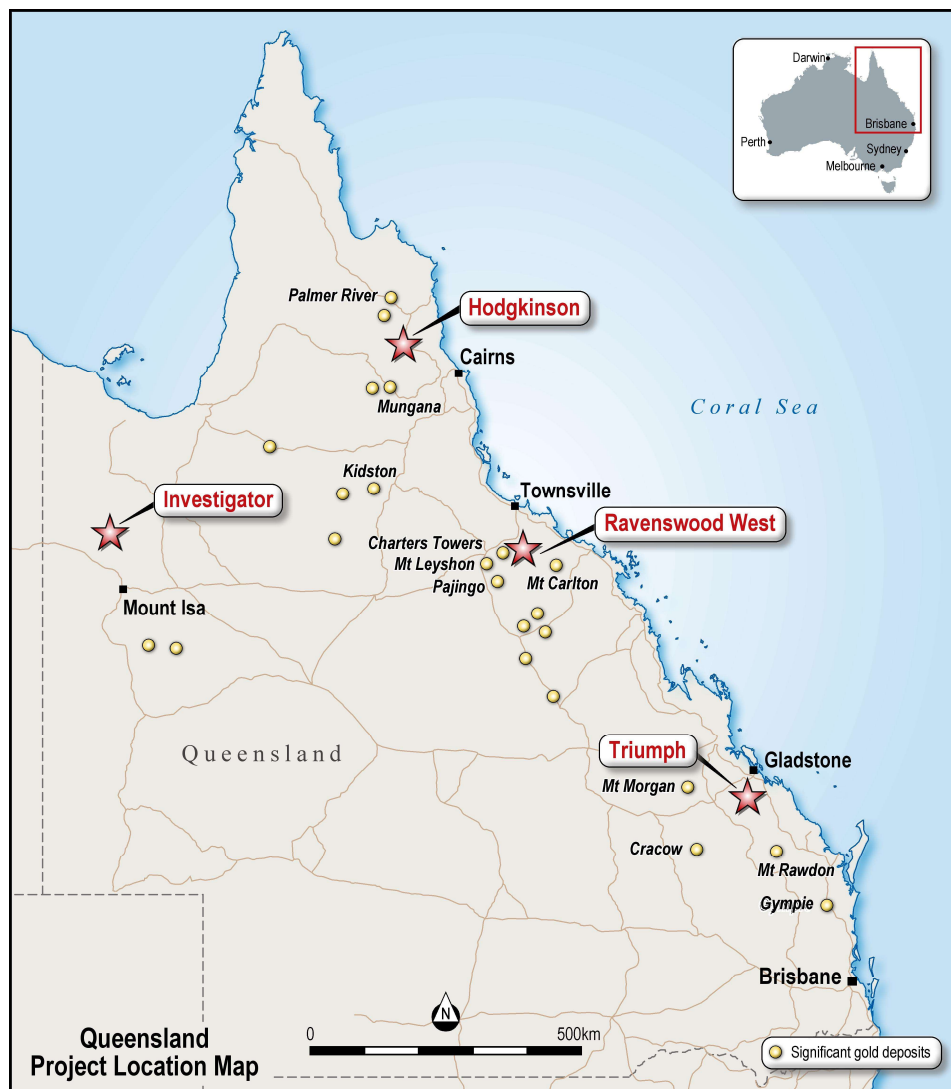 Darwin
Brisbane
Perth
Sydney
Melbourne
Palmer River
Hodgkinson
Cairns
Mungana
Coral Sea
Kidston
Investigator
Townsville
Ravenswood West
Charters Towers
Mt Leyshon
Pajingo
Mt Carlton
Mount Isa
Queensland
Triumph
Gladstone
Mt Morgan
Cracow
Mt Rawdon
Gympie
Brisbane
N
0
500km
Queensland
Project Location Map
Significant gold deposits